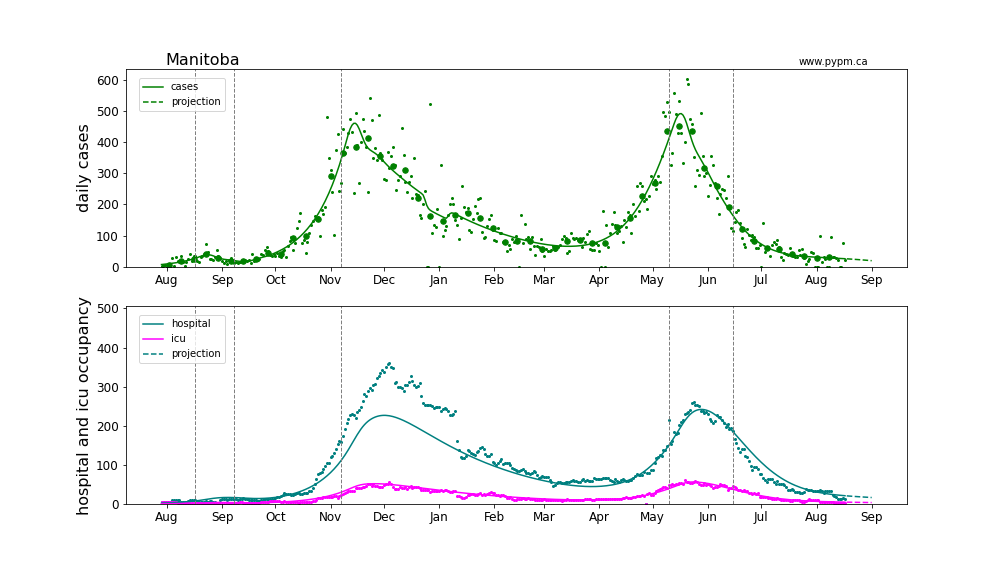 Manitoba
www.pypm.ca
daily cases
600
500
400
300
200
100
0
cases
projection
Aug Sep Oct Nov Dec Jan Feb Mar Apr May Jun Jul Aug Sep
hospital and icu occupancy
500
400
300
200
100
0
hospital
icu
projection
Aug Sep Oct Nov Dec Jan Feb Mar Apr May Jun Jul Aug Sep